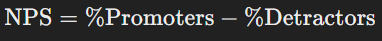 NPS = %Promoters − %Detractors